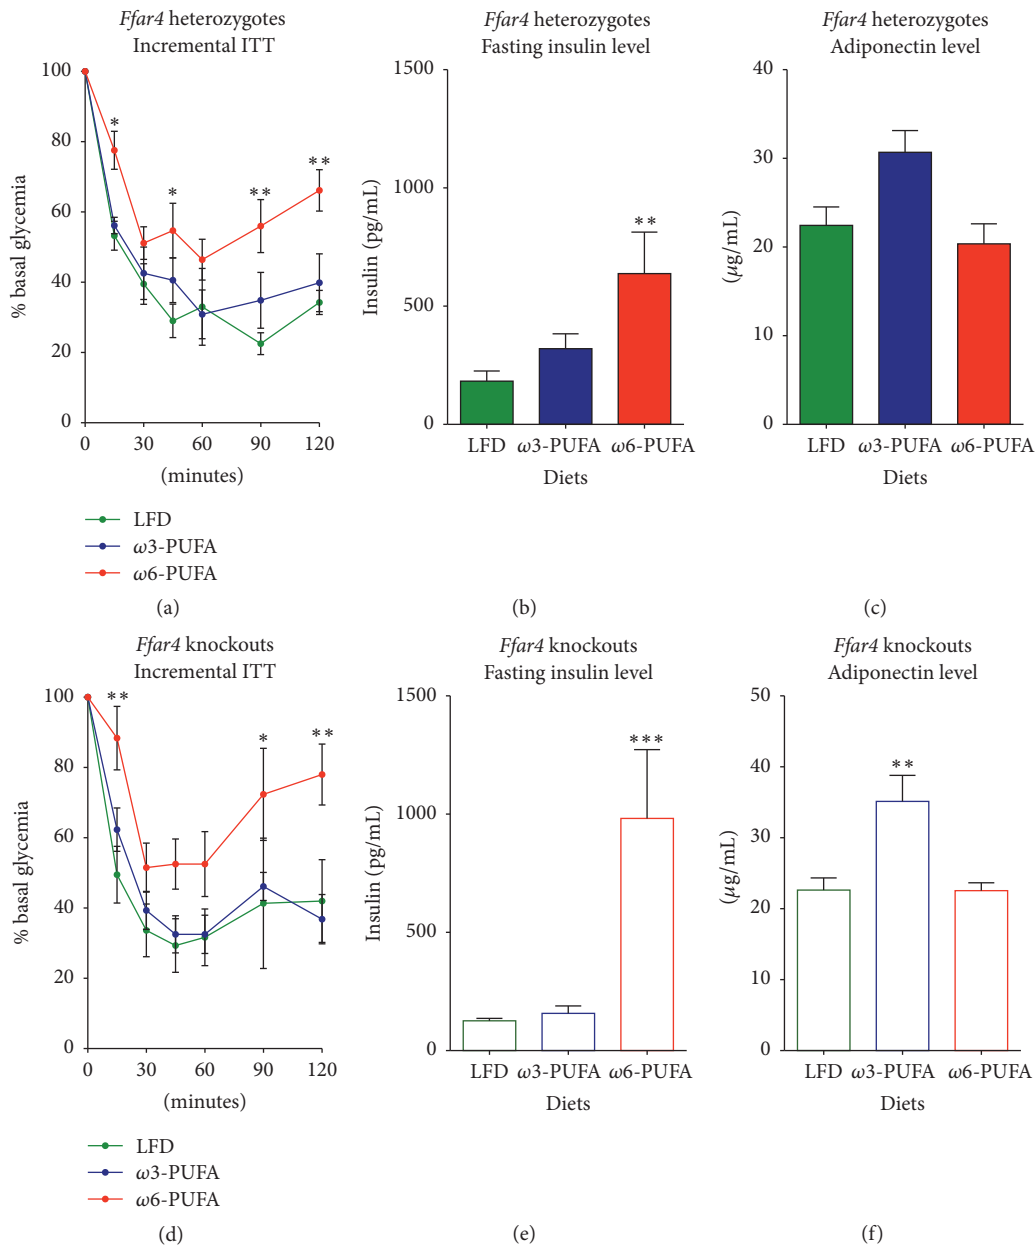 Ffar4 heterozygotes
Incremental ITT
100
80
60
40
20
0
% basal glycemia
*
*
**
**
0 30 60 90 120
(minutes)
LFD
ω3-PUFA
ω6-PUFA
(a)
Ffar4 heterozygotes
Fasting insulin level
1500
1000
500
0
Insulin (pg/mL)
**
LFD ω3-PUFA ω6-PUFA
Diets
(b)
Ffar4 heterozygotes
Adiponectin level
40
30
20
10
0
(μg/mL)
LFD ω3-PUFA ω6-PUFA
Diets
(c)
Ffar4 knockouts
Incremental ITT
100
80
60
40
20
0
% basal glycemia
**
*
**
0 30 60 90 120
(minutes)
LFD
ω3-PUFA
ω6-PUFA
(d)
Ffar4 knockouts
Fasting insulin level
1500
1000
500
0
Insulin (pg/mL)
***
LFD ω3-PUFA ω6-PUFA
Diets
(e)
Ffar4 knockouts
Adiponectin level
50
40
30
20
10
0
(μg/mL)
**
LFD ω3-PUFA ω6-PUFA
Diets
(f)